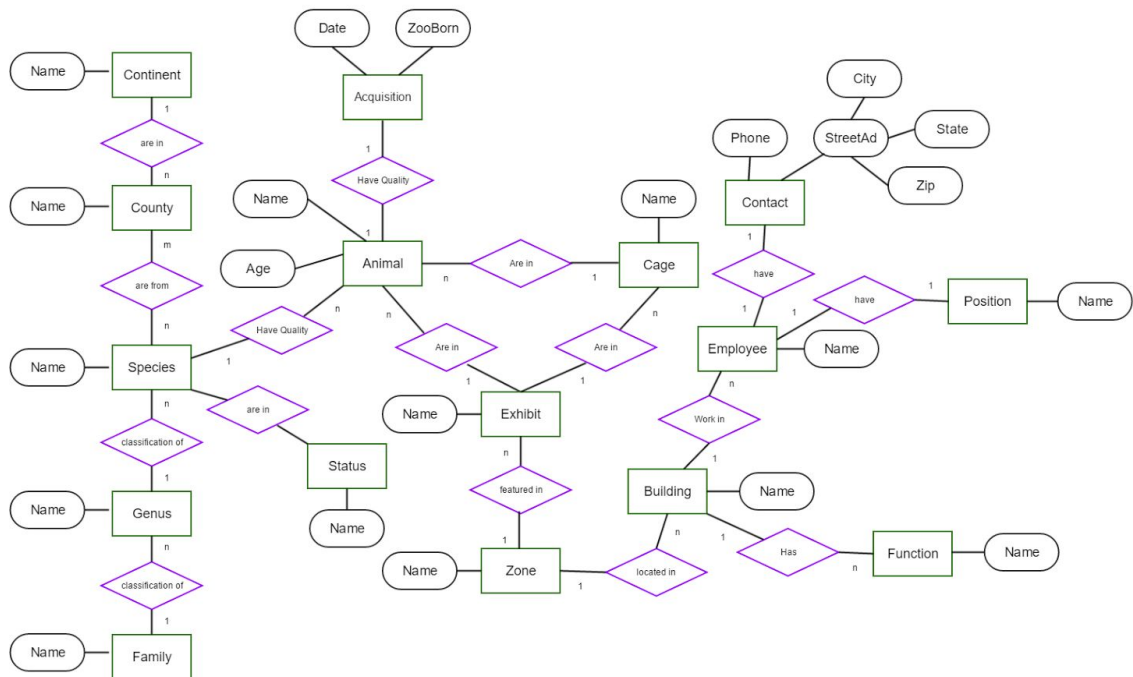 Date
ZooBorn
Name
Continent
Acquisition
City
1
are in
n
1
Have Quality
1
Phone
StreetAd
State
Zip
Name
County
m
Name
Name
Contact
1
Age
Animal
n
Are in
1
Cage
n
have
1
are from
n
Have Quality
n
1
n
Are in
1
Are in
1
have
1
1
Position
Name
Name
Species
n
are in
Employee
n
Name
classification of
1
Status
Name
Name
Exhibit
n
Work in
1
Name
Genus
n
featured in
1
Building
n
Name
1
Has
n
Function
Name
classification of
1
Name
Zone
1
located in
Name
Family